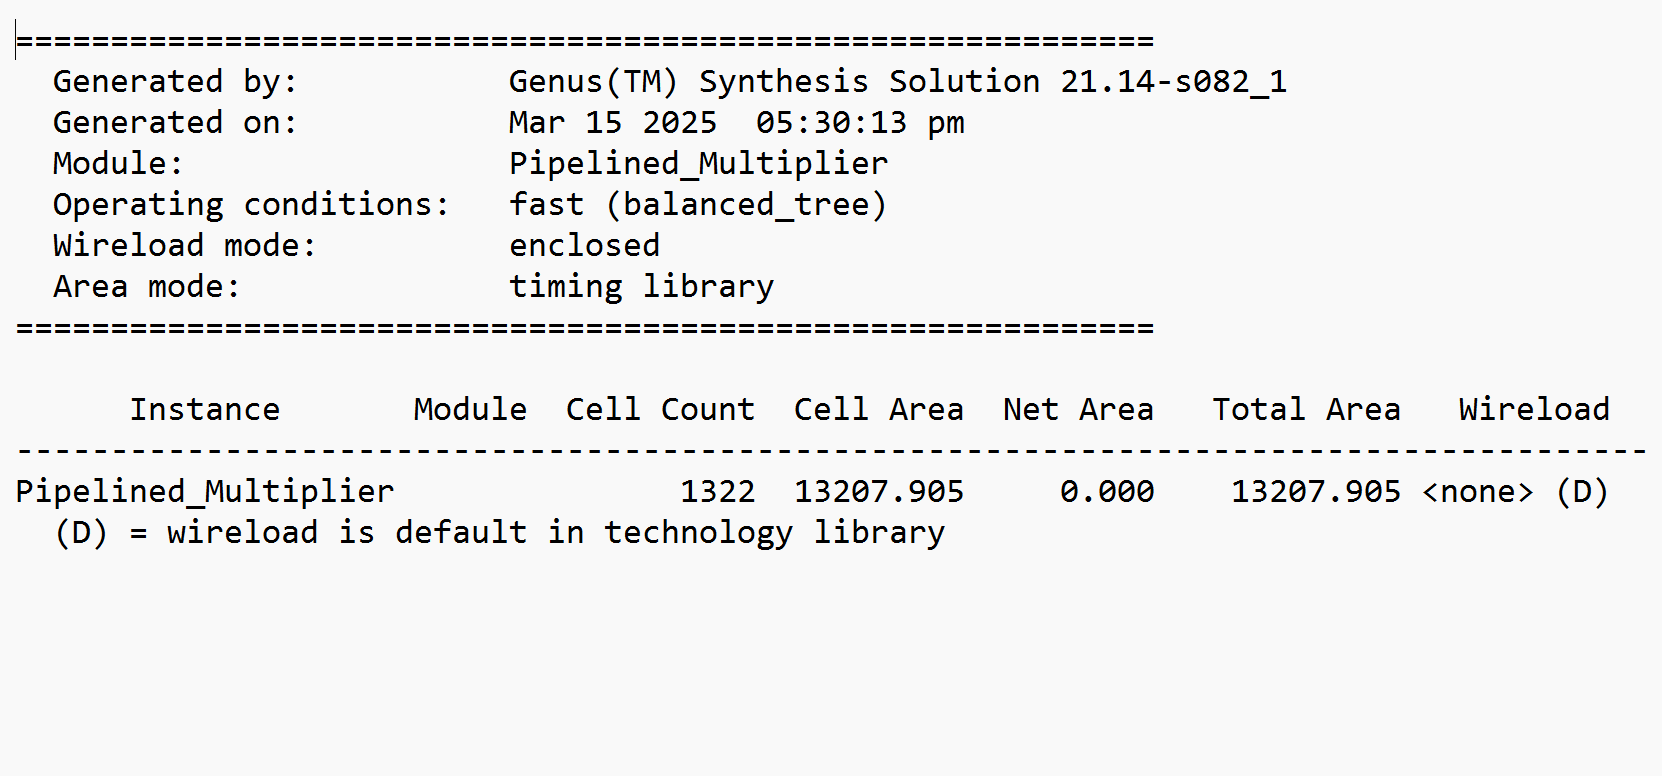 ============================================================
  Generated by:           Genus(TM) Synthesis Solution 21.14-s082_1
  Generated on:           Mar 15 2025  05:30:13 pm
  Module:                 Pipelined_Multiplier
  Operating conditions:   fast (balanced_tree)
  Wireload mode:          enclosed
  Area mode:              timing library
============================================================
      Instance       Module  Cell Count  Cell Area  Net Area   Total Area   Wireload
--------------------------------------------------------------------------------------
Pipelined_Multiplier               1322  13207.905     0.000    13207.905 <none> (D)
  (D) = wireload is default in technology library